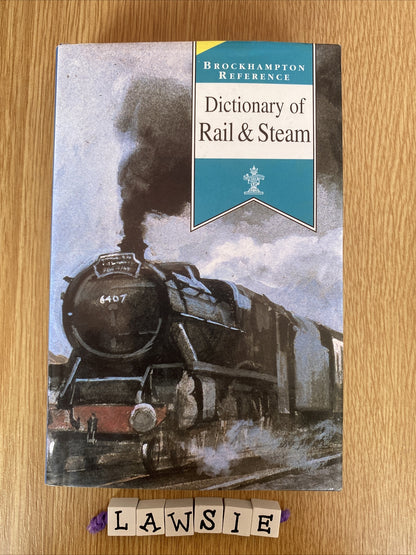 BROCKHAMPTON
REFERENCE
Dictionary of
Rail & Steam
6407
LAWSIE